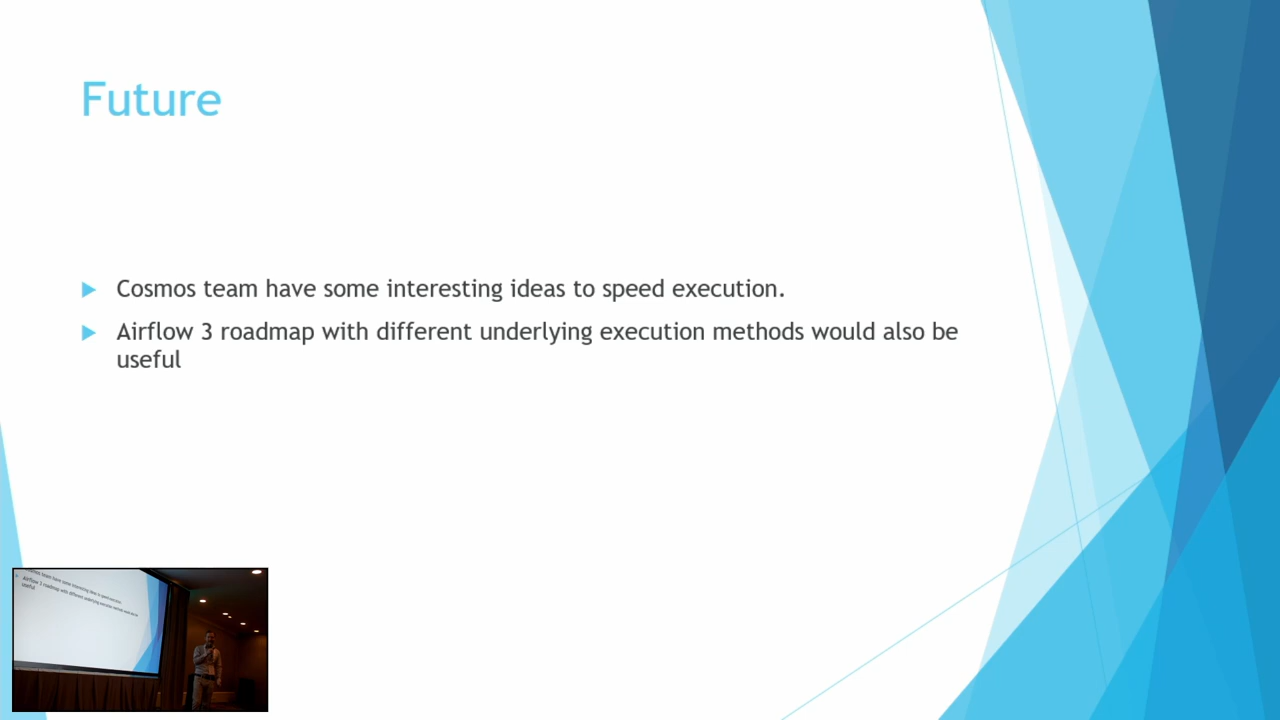 Future
Cosmos team have some interesting ideas to speed execution.
Airflow 3 roadmap with different underlying execution methods would also be
useful